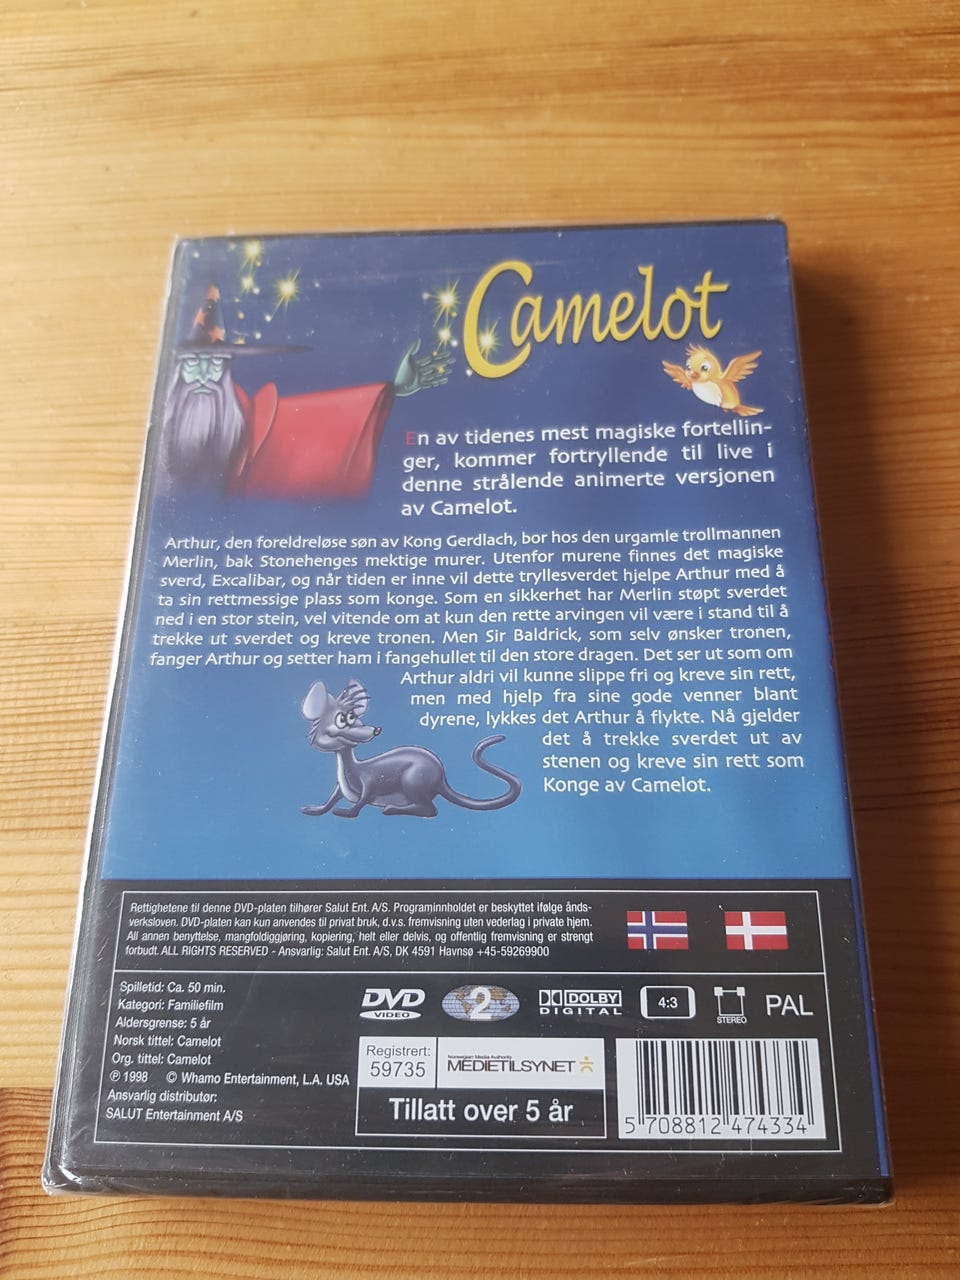 Camelot
En av tidenes mest magiske fortellin-
ger, kommer fortryllende til live i
denne strålende animerte versjonen
av Camelot.
Arthur, den foreldreløse søn av Kong Gerdlach, bor hos den urgamle trollmannen
Merlin, bak Stonehenges mektige murer. Utenfor murene finnes det magiske
sverd, Excalibar, og når tiden er inne vil dette tryllesverdet hjelpe Arthur med å
ta sin rettmessige plass som konge. Som en sikkerhet har Merlin støpt sverdet
ned i en stor stein, vel vitende om at kun den rette arvingen vil være i stand til å
trekke ut sverdet og kreve tronen. Men Sir Baldrick, som selv ønsker tronen,
fanger Arthur og setter ham i fangehullet til den store dragen. Det ser ut som om
Arthur aldri vil kunne slippe fri og kreve sin rett,
men med hjelp fra sine gode venner blant
dyrene, lykkes det Arthur å flykte. Nå gjelder
det å trekke sverdet ut av
stenen og kreve sin rett som
Konge av Camelot.
Rettighetene til denne DVD-platen tilhører Salut Ent. A/S. Programinnholdet er beskyttet ifølge ånds-
verksloven. DVD-platen kan kun anvendes til privat bruk, d.v.s. fremvisning uten vederlag i private hjem.
All annen benyttelse, mangfoldiggjøring, kopiering, helt eller delvis, og offentlig fremvisning er strengt
forbudt. ALL RIGHTS RESERVED - Ansvarlig: Salut Ent. A/S, DK 4591 Havnsø +45-59269900
Spilletid: Ca. 50 min.
Kategori: Familiefilm
Aldersgrense: 5 år
Norsk tittel: Camelot
Org. tittel: Camelot
℗ 1998 © Whamo Entertainment, L.A. USA
Ansvarlig distributør:
SALUT Entertainment A/S
DVD
VIDEO
2
DOLBY
DIGITAL
4:3
STEREO
PAL
Registrert:
59735
Norwegian Media Authority
MEDIETILSYNET
Tillatt over 5 år
5 708812 474334